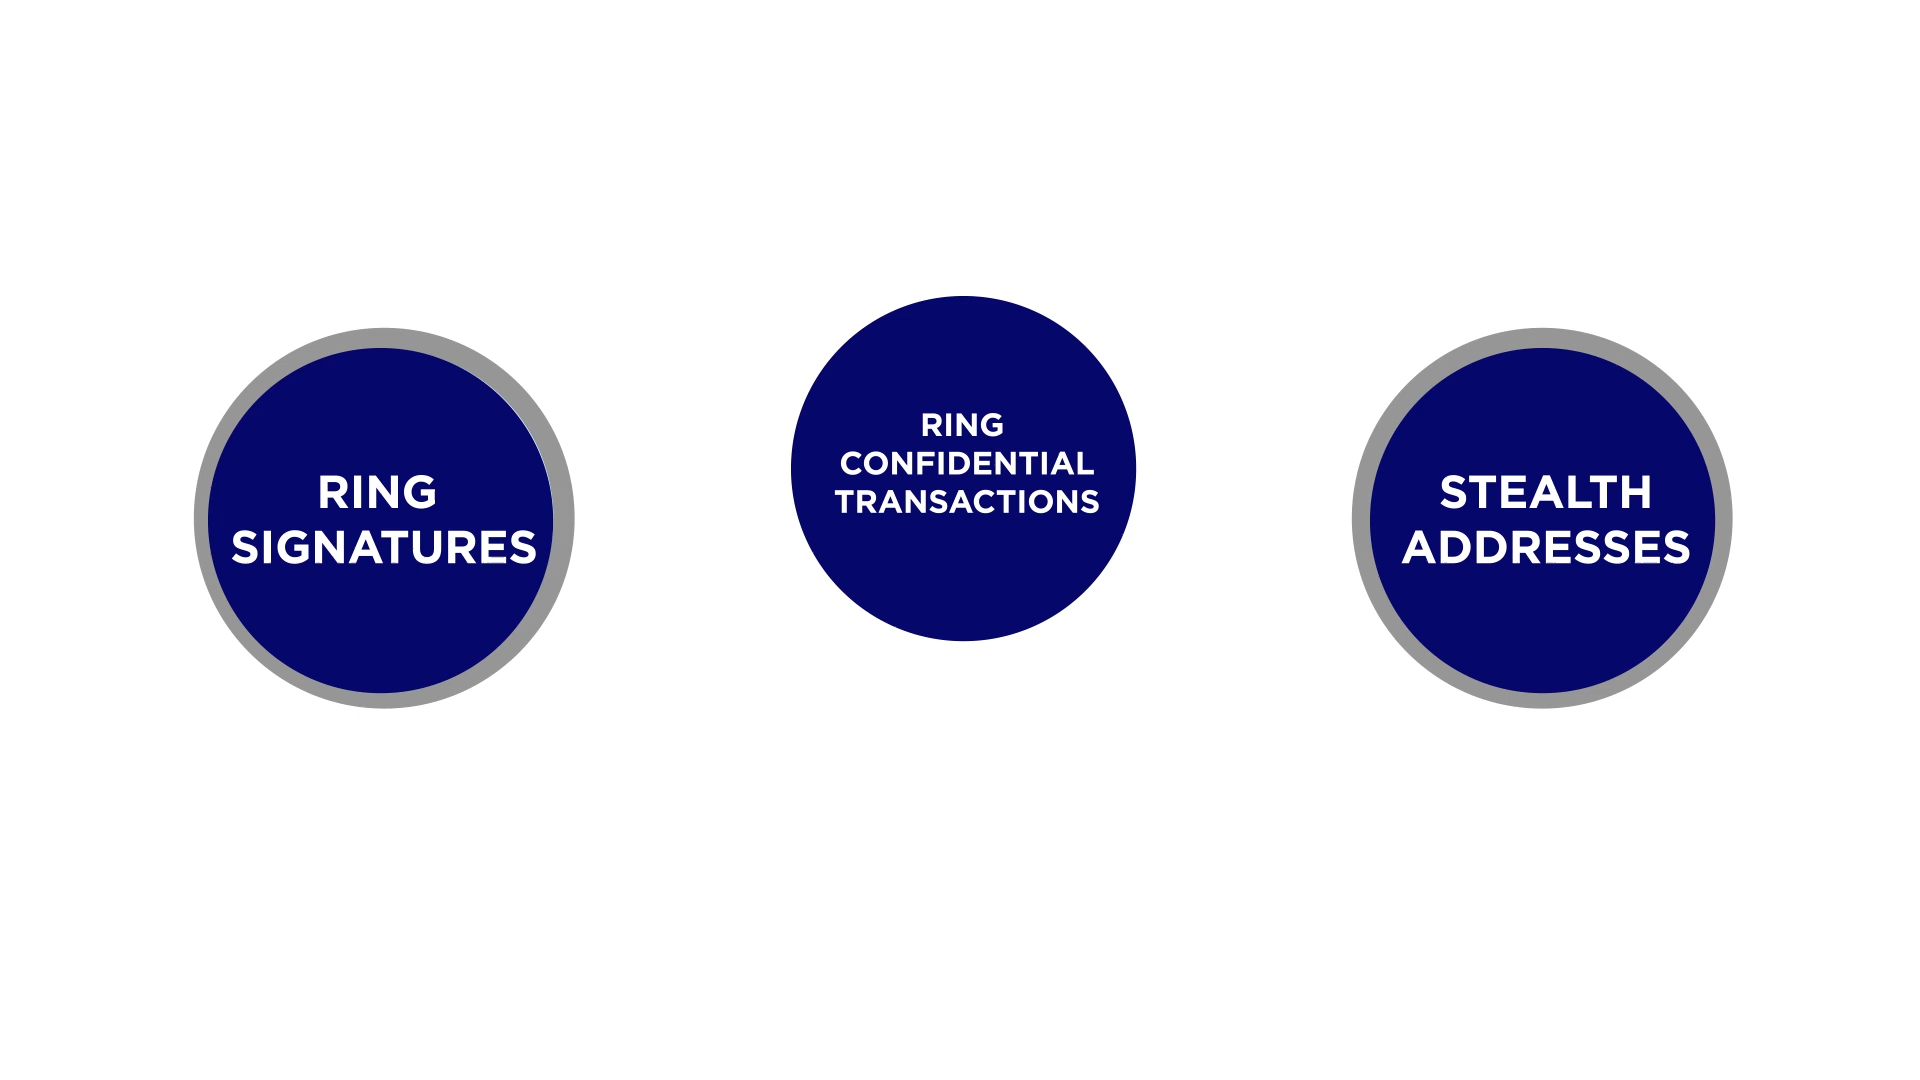 RING
SIGNATURES
RING
CONFIDENTIAL
TRANSACTIONS
STEALTH
ADDRESSES